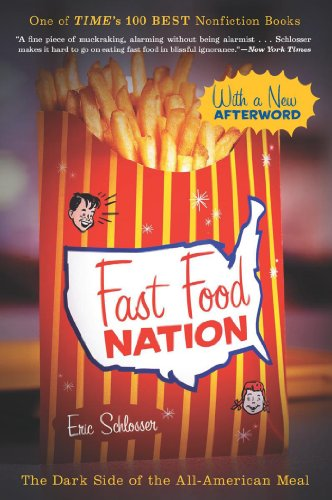 One of TIME's 100 BEST Nonfiction Books
"A fine piece of muckraking, alarming without being alarmist . . . Schlosser
makes it hard to go on eating fast food in blissful ignorance."—New York Times
With a New
AFTERWORD
Fast Food
NATION
Eric Schlosser
The Dark Side of the All-American Meal